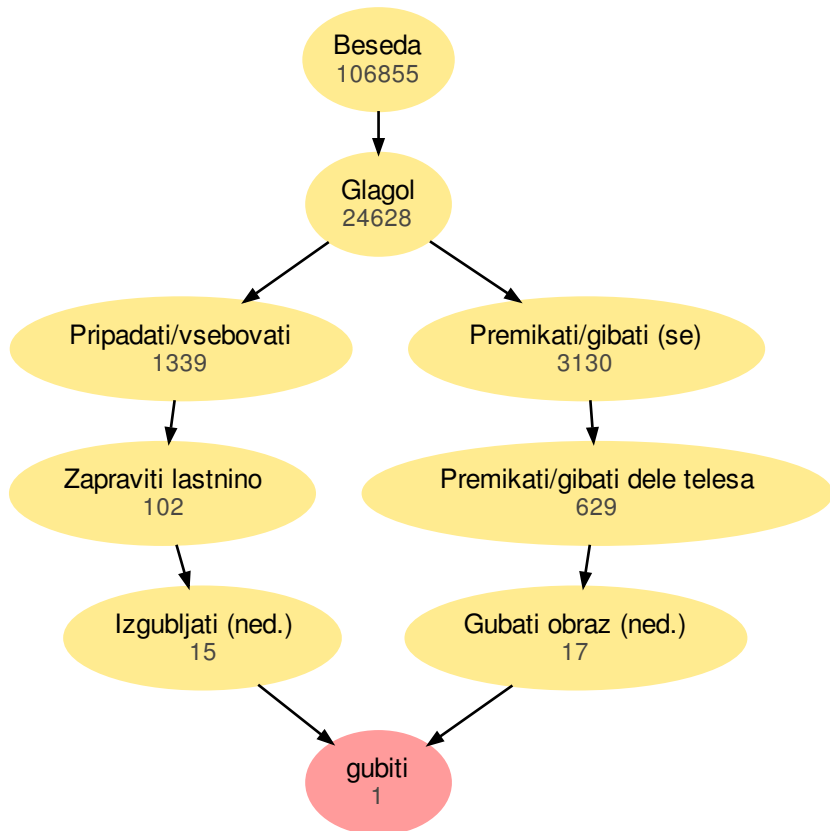 Beseda
106855
Glagol
24628
Pripadati/vsebovati
1339
Premikati/gibati (se)
3130
Zapraviti lastnino
102
Premikati/gibati dele telesa
629
Izgubljati (ned.)
15
Gubati obraz (ned.)
17
gubiti
1